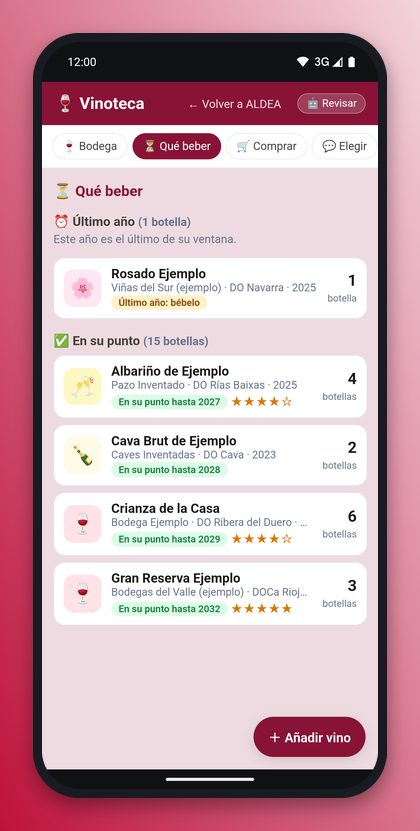 12:00
3G
Vinoteca
← Volver a ALDEA
Revisar
Bodega
Qué beber
Comprar
Elegir
Qué beber
Último año (1 botella)
Este año es el último de su ventana.
Rosado Ejemplo
Viñas del Sur (ejemplo) · DO Navarra · 2025
Último año: bébelo
1
botella
En su punto (15 botellas)
Albariño de Ejemplo
Pazo Inventado · DO Rías Baixas · 2025
En su punto hasta 2027 ★★★★☆
4
botellas
Cava Brut de Ejemplo
Caves Inventadas · DO Cava · 2023
En su punto hasta 2028
2
botellas
Crianza de la Casa
Bodega Ejemplo · DO Ribera del Duero · ...
En su punto hasta 2029 ★★★★☆
6
botellas
Gran Reserva Ejemplo
Bodegas del Valle (ejemplo) · DOCa Rioj...
En su punto hasta 2032 ★★★★★
3
botellas
+ Añadir vino